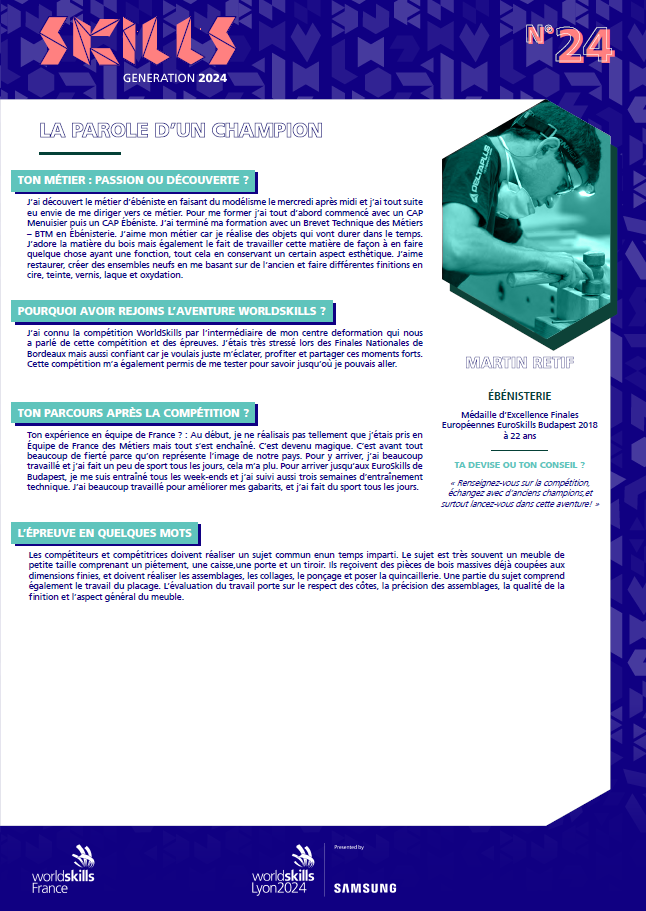 SKILLS
GENERATION 2024
N°24
LA PAROLE D'UN CHAMPION
TON MÉTIER : PASSION OU DÉCOUVERTE ?
J'ai découvert le métier d'ébéniste en faisant du modélisme le mercredi après midi et j'ai tout suite
eu envie de me diriger vers ce métier. Pour me former j'ai tout d'abord commencé avec un CAP
Menuisier puis un CAP Ébéniste. J'ai terminé ma formation avec un Brevet Technique des Métiers
– BTM en Ébénisterie. J'aime mon métier car je réalise des objets qui vont durer dans le temps.
J'adore la matière du bois mais également le fait de travailler cette matière de façon à en faire
quelque chose ayant une fonction, tout cela en conservant un certain aspect esthétique. J'aime
restaurer, créer des ensembles neufs en me basant sur de l'ancien et faire différentes finitions en
cire, teinte, vernis, laque et oxydation.
POURQUOI AVOIR REJOINS L'AVENTURE WORLDSKILLS ?
J'ai connu la compétition WorldSkills par l'intermédiaire de mon centre deformation qui nous
a parlé de cette compétition et des épreuves. J'étais très stressé lors des Finales Nationales de
Bordeaux mais aussi confiant car je voulais juste m'éclater, profiter et partager ces moments forts.
Cette compétition m'a également permis de me tester pour savoir jusqu'où je pouvais aller.
TON PARCOURS APRÈS LA COMPÉTITION ?
Ton expérience en équipe de France ? : Au début, je ne réalisais pas tellement que j'étais pris en
Équipe de France des Métiers mais tout s'est enchaîné. C'est devenu magique. C'est avant tout
beaucoup de fierté parce qu'on représente l'image de notre pays. Pour y arriver, j'ai beaucoup
travaillé et j'ai fait un peu de sport tous les jours, cela m'a plu. Pour arriver jusqu'aux EuroSkills de
Budapest, je me suis entraîné tous les week-ends et j'ai suivi aussi trois semaines d'entraînement
technique. J'ai beaucoup travaillé pour améliorer mes gabarits, et j'ai fait du sport tous les jours.
L'ÉPREUVE EN QUELQUES MOTS
Les compétiteurs et compétitrices doivent réaliser un sujet commun enun temps imparti. Le sujet est très souvent un meuble de
petite taille comprenant un piétement, une caisse,une porte et un tiroir. Ils reçoivent des pièces de bois massives déjà coupées aux
dimensions finies, et doivent réaliser les assemblages, les collages, le ponçage et poser la quincaillerie. Une partie du sujet comprend
également le travail du placage. L'évaluation du travail porte sur le respect des côtes, la précision des assemblages, la qualité de la
finition et l'aspect général du meuble.
DELTAPLUS
MARTIN RETIF
ÉBÉNISTERIE
Médaille d'Excellence Finales
Européennes EuroSkills Budapest 2018
à 22 ans
TA DEVISE OU TON CONSEIL ?
« Renseignez-vous sur la compétition,
échangez avec d'anciens champions,et
surtout lancez-vous dans cette aventure! »
worldskills
France
worldskills
Lyon2024
Presented by
SAMSUNG